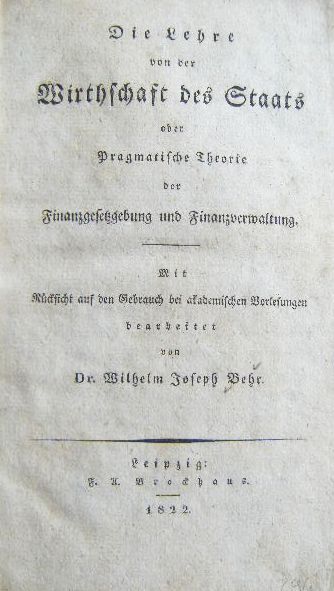 Die Lehre
von der
Wirthſchaft des Staats
oder
Pragmatiſche Theorie
der
Finanzgeſetzgebung und Finanzverwaltung.
Mit
Rückſicht auf den Gebrauch bei akademiſchen Vorleſungen
bearbeitet
von
Dr. Wilhelm Joſeph Behr.
Leipzig:
F. A. Brockhaus.
1822.